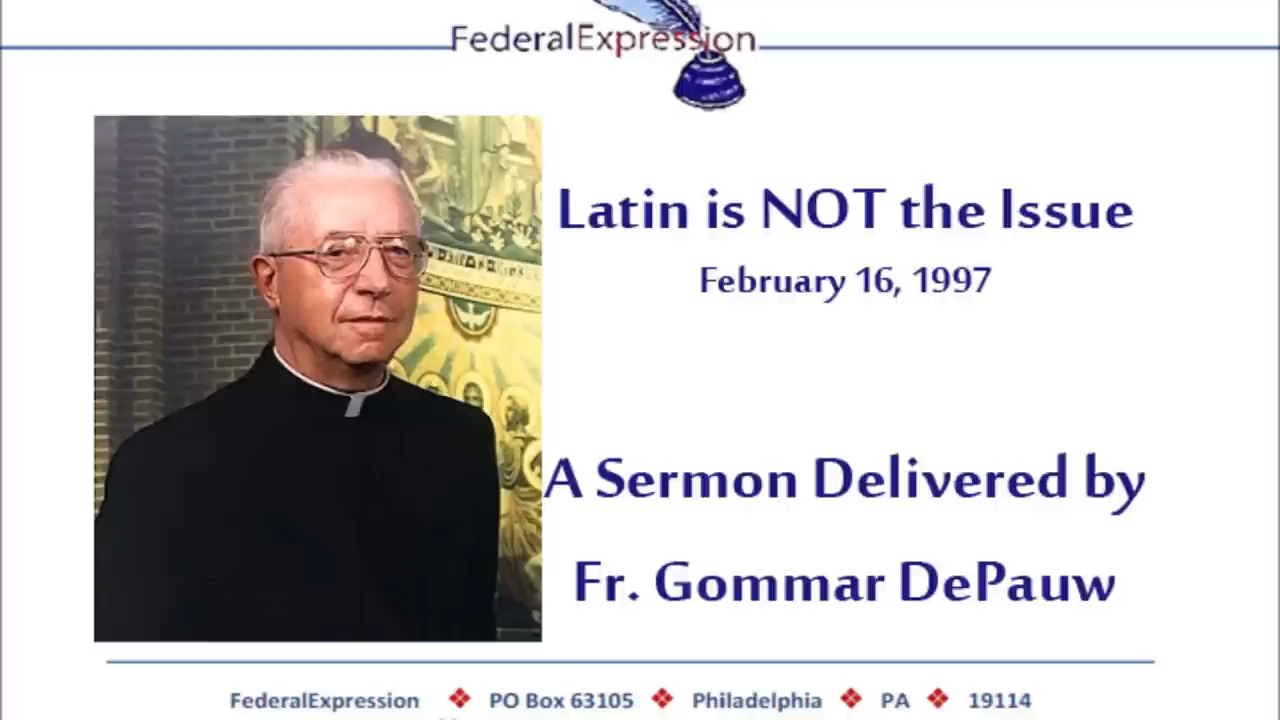 FederalExpression
Latin is NOT the Issue
February 16, 1997
A Sermon Delivered by
Fr. Gommar DePauw
FederalExpression ❖ PO Box 63105 ❖ Philadelphia ❖ PA ❖ 19114